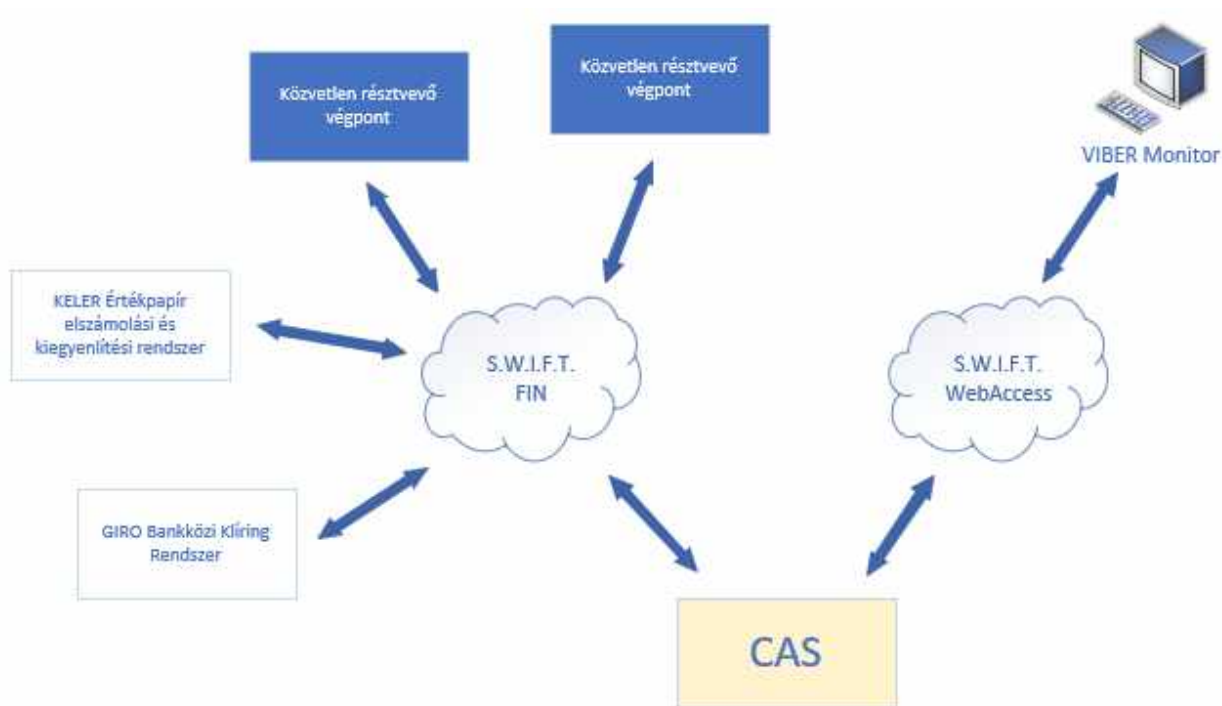 Közvetlen résztvevő
végpont
Közvetlen résztvevő
végpont
VIBER Monitor
KELER Értékpapír
elszámolási és
kiegyenlítési rendszer
S.W.I.F.T.
FIN
S.W.I.F.T.
WebAccess
GIRO Bankközi Klíring
Rendszer
CAS